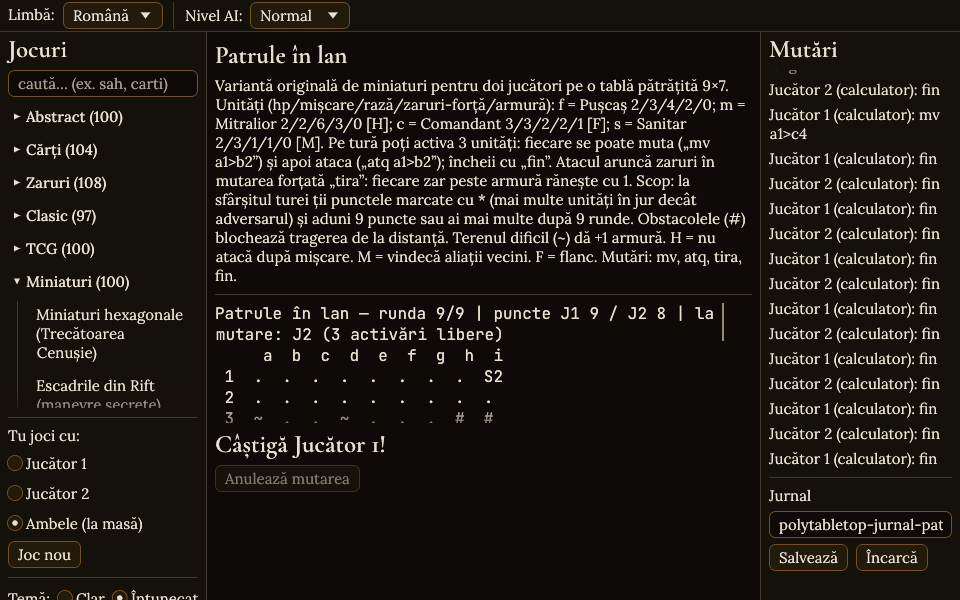 Limbă: Română ▼ Nivel AI: Normal ▼
Jocuri
caută... (ex. sah, carti)
▸ Abstract (100)
▸ Cărți (104)
▸ Zaruri (108)
▸ Clasic (97)
▸ TCG (100)
▾ Miniaturi (100)
Miniaturi hexagonale
(Trecătoarea
Cenușie)
Escadrile din Rift
(manevre secrete)
Tu joci cu:
Jucător 1
Jucător 2
Ambele (la masă)
Joc nou
Temă: Clar Întunecat
Patrule în lan
Variantă originală de miniaturi pentru doi jucători pe o tablă pătrățită 9×7.
Unități (hp/mișcare/rază/zaruri-forță/armură): f = Pușcaș 2/3/4/2/0; m =
Mitralior 2/2/6/3/0 [H]; c = Comandant 3/3/2/2/1 [F]; s = Sanitar
2/3/1/1/0 [M]. Pe tură poți activa 3 unități: fiecare se poate muta („mv
a1>b2”) și apoi ataca („atq a1>b2”); închei cu „fin”. Atacul aruncă zaruri în
mutarea forțată „tira”: fiecare zar peste armură rănește cu 1. Scop: la
sfârșitul turei ții punctele marcate cu * (mai multe unități în jur decât
adversarul) și aduni 9 puncte sau ai mai multe după 9 runde. Obstacolele (#)
blochează tragerea de la distanță. Terenul dificil (~) dă +1 armură. H = nu
atacă după mișcare. M = vindecă aliații vecini. F = flanc. Mutări: mv, atq, tira,
fin.
Patrule în lan — runda 9/9 | puncte J1 9 / J2 8 | la
mutare: J2 (3 activări libere)
a b c d e f g h i
1 . . . . . . . . S2
2 . . . . . . . . .
3 ~ . . ~ . . . # #
Câștigă Jucător 1!
Anulează mutarea
Mutări
Jucător 2 (calculator): fin
Jucător 1 (calculator): mv
a1>c4
Jucător 1 (calculator): fin
Jucător 2 (calculator): fin
Jucător 1 (calculator): fin
Jucător 2 (calculator): fin
Jucător 1 (calculator): fin
Jucător 2 (calculator): fin
Jucător 1 (calculator): fin
Jucător 2 (calculator): fin
Jucător 1 (calculator): fin
Jucător 2 (calculator): fin
Jucător 1 (calculator): fin
Jucător 2 (calculator): fin
Jucător 1 (calculator): fin
Jurnal
polytabletop-jurnal-pat
Salvează Încarcă